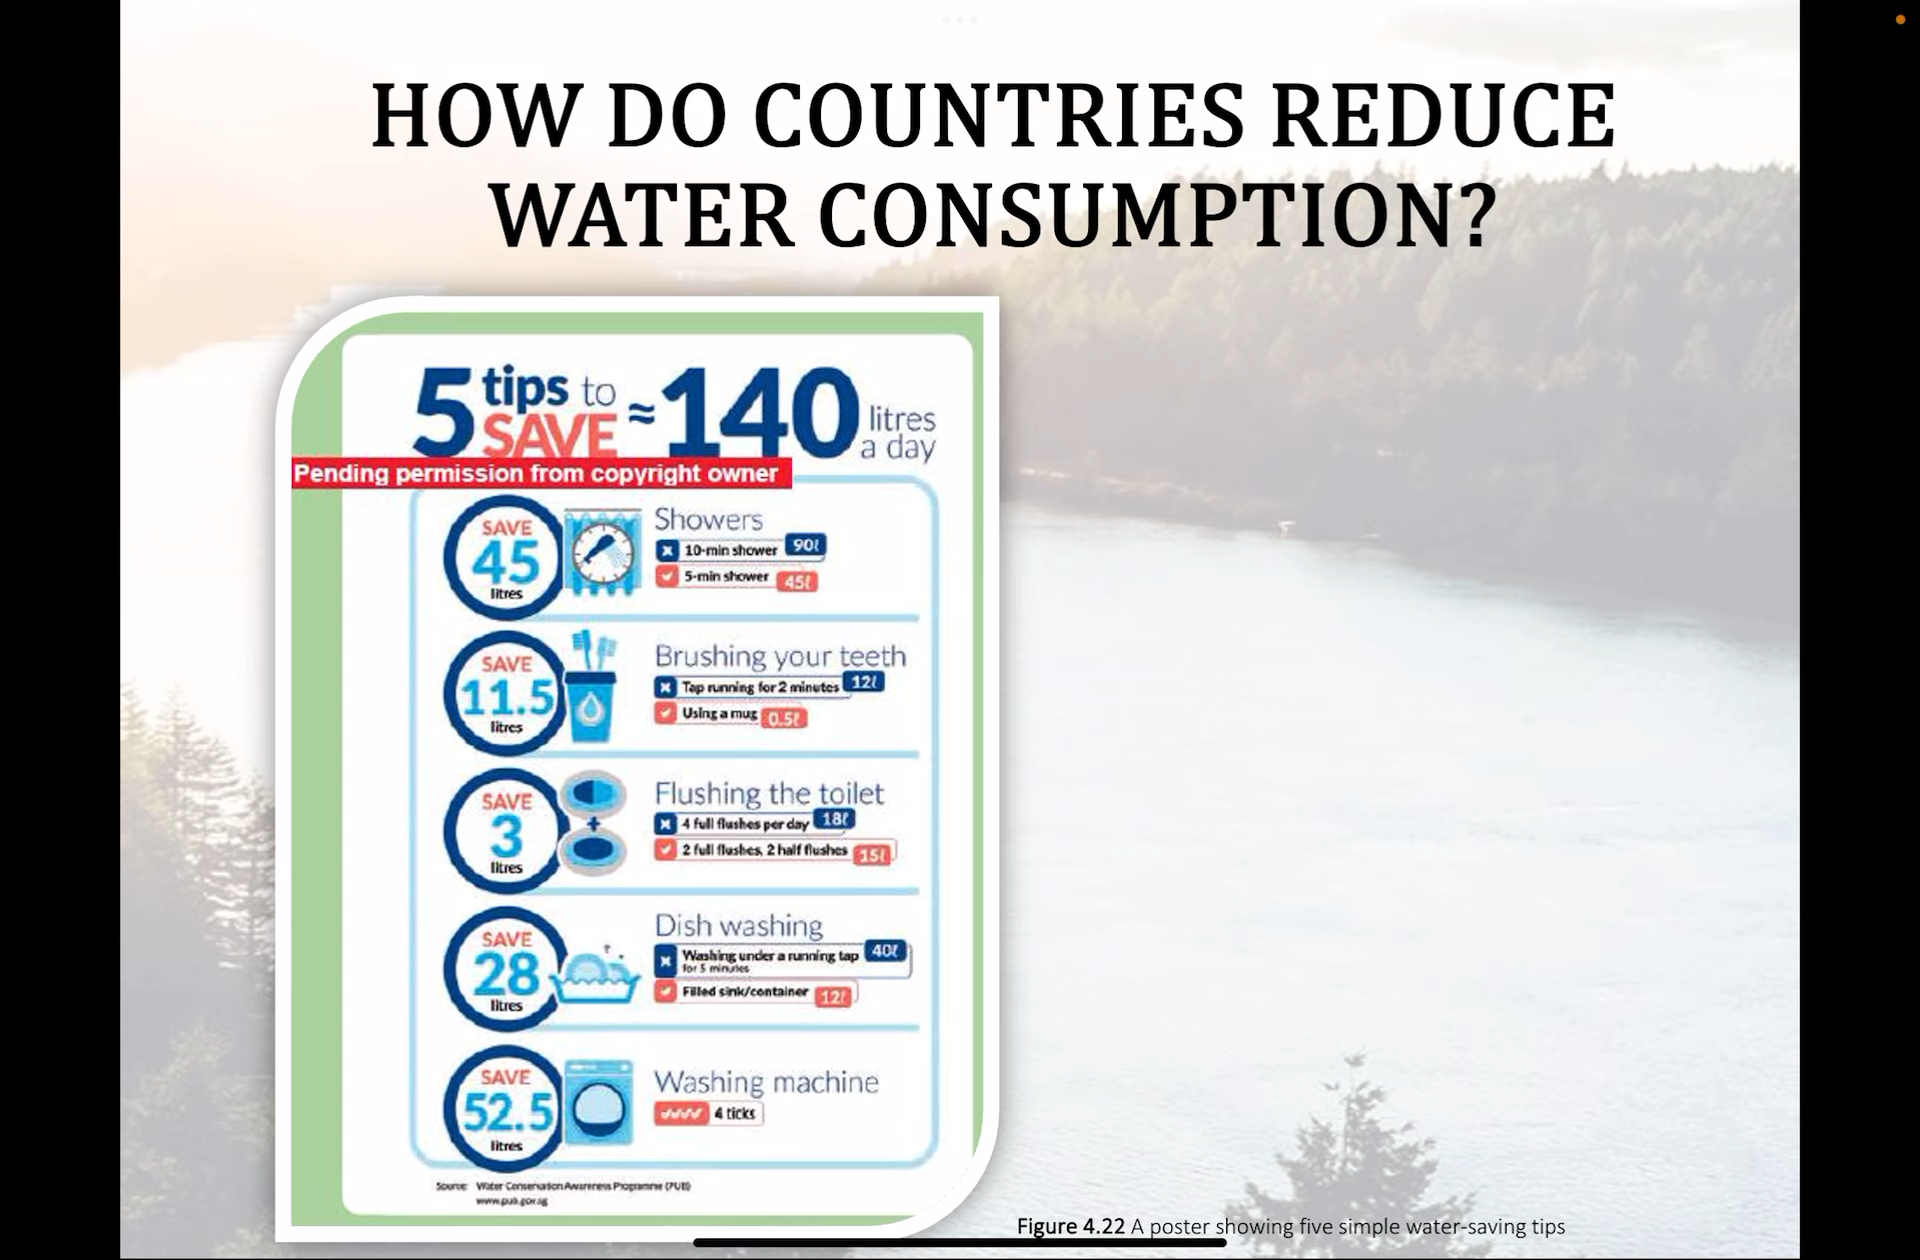 HOW DO COUNTRIES REDUCE
WATER CONSUMPTION?
5 tips to SAVE ≈140 litres a day
Pending permission from copyright owner
SAVE
45
litres
Showers
10-min shower 90ℓ
5-min shower 45ℓ
SAVE
11.5
litres
Brushing your teeth
Tap running for 2 minutes 12ℓ
Using a mug 0.5ℓ
SAVE
3
litres
Flushing the toilet
4 full flushes per day 18ℓ
2 full flushes, 2 half flushes 15ℓ
SAVE
28
litres
Dish washing
Washing under a running tap 40ℓ
for 5 minutes
Filled sink/container 12ℓ
SAVE
52.5
litres
Washing machine
4 ticks
Source: Water Conservation Awareness Programme (PUB)
www.pub.gov.sg
Figure 4.22 A poster showing five simple water-saving tips